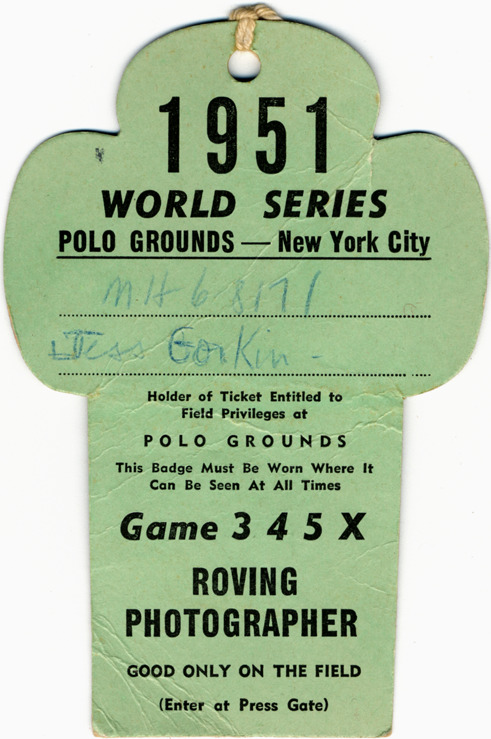 1951
WORLD SERIES
POLO GROUNDS — New York City
MH 6 8171
Jess Gorkin -
Holder of Ticket Entitled to
Field Privileges at
POLO GROUNDS
This Badge Must Be Worn Where It
Can Be Seen At All Times
Game 3 4 5 X
ROVING
PHOTOGRAPHER
GOOD ONLY ON THE FIELD
(Enter at Press Gate)